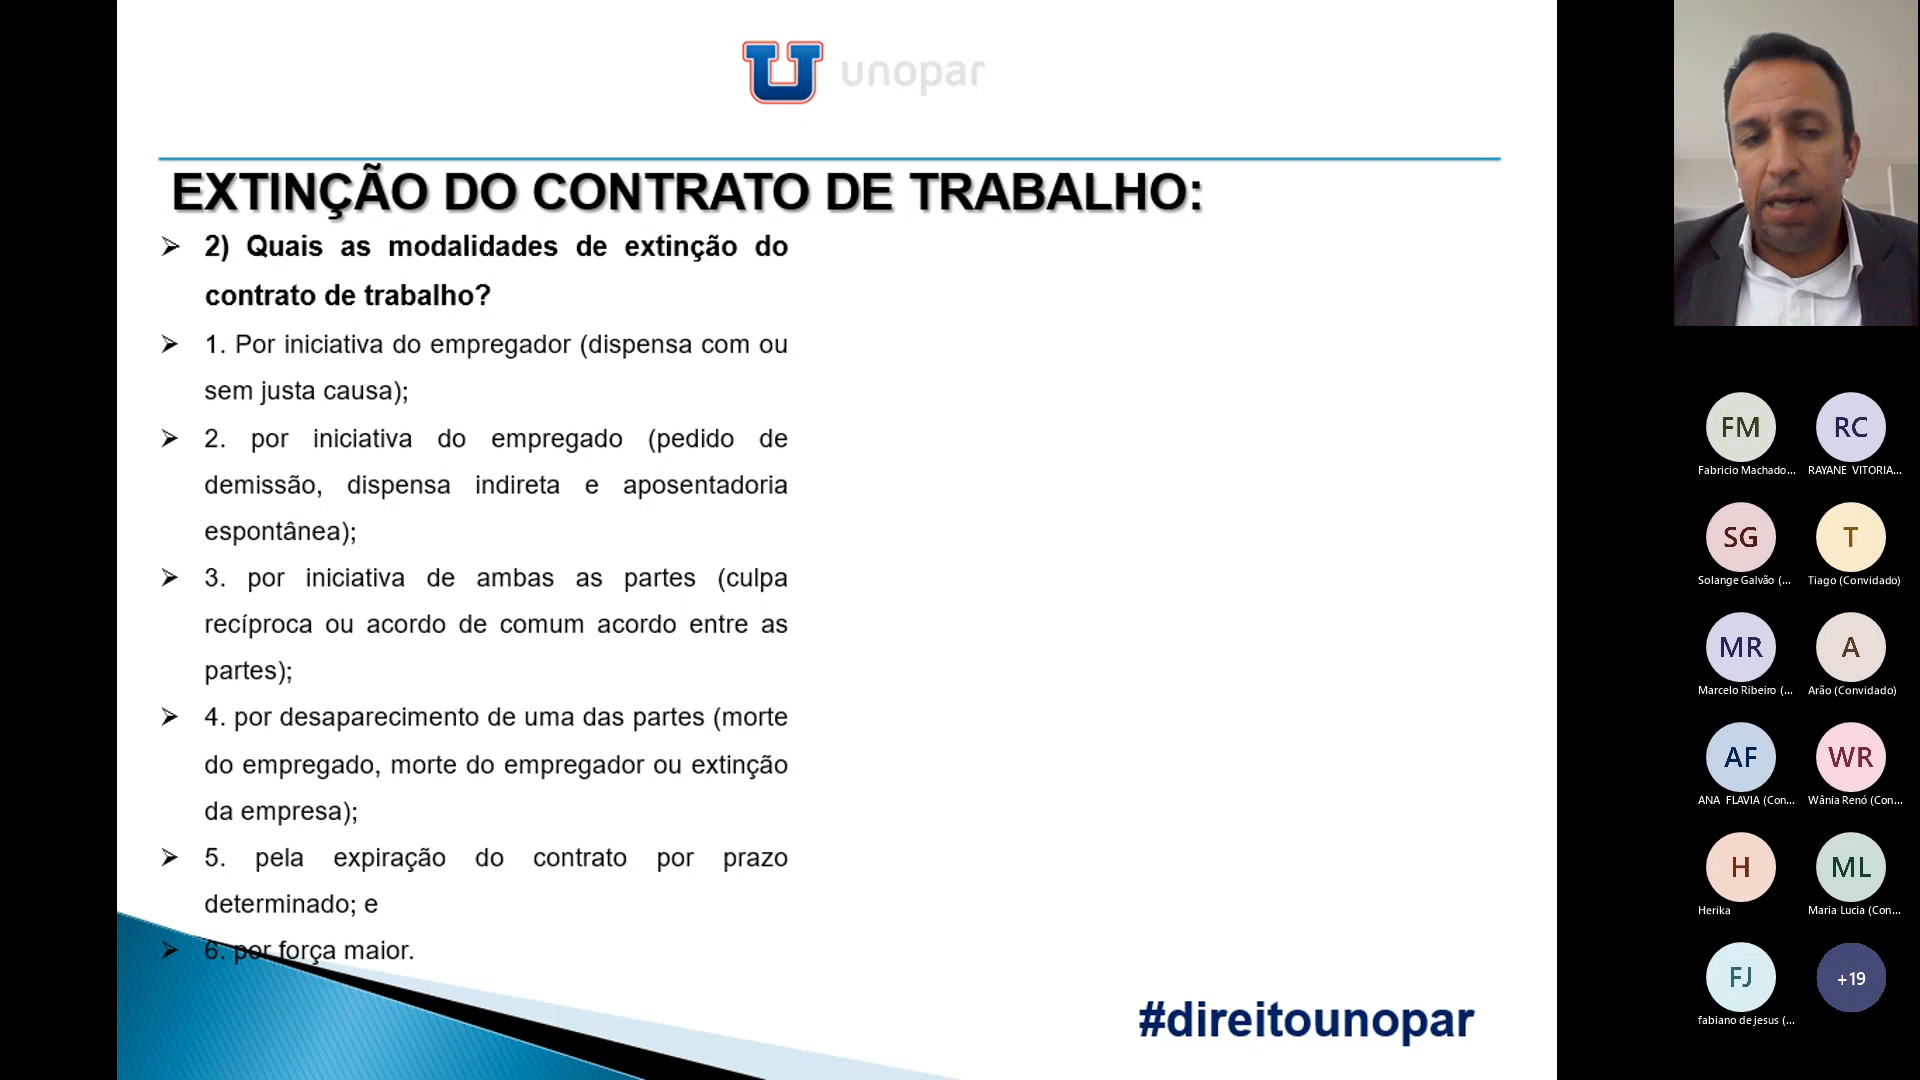 unopar
EXTINÇÃO DO CONTRATO DE TRABALHO:
2) Quais as modalidades de extinção do
contrato de trabalho?
1. Por iniciativa do empregador (dispensa com ou
sem justa causa);
2. por iniciativa do empregado (pedido de
demissão, dispensa indireta e aposentadoria
espontânea);
3. por iniciativa de ambas as partes (culpa
recíproca ou acordo de comum acordo entre as
partes);
4. por desaparecimento de uma das partes (morte
do empregado, morte do empregador ou extinção
da empresa);
5. pela expiração do contrato por prazo
determinado; e
6. por força maior.
#direitounopar
FM RC
Fabricio Machado... RAYANE VITORIA...
SG T
Solange Galvão (... Tiago (Convidado)
MR A
Marcelo Ribeiro (... Arão (Convidado)
AF WR
ANA FLAVIA (Con... Wânia Renó (Con...
H ML
Herika Maria Lucia (Con...
FJ +19
fabiano de jesus (...